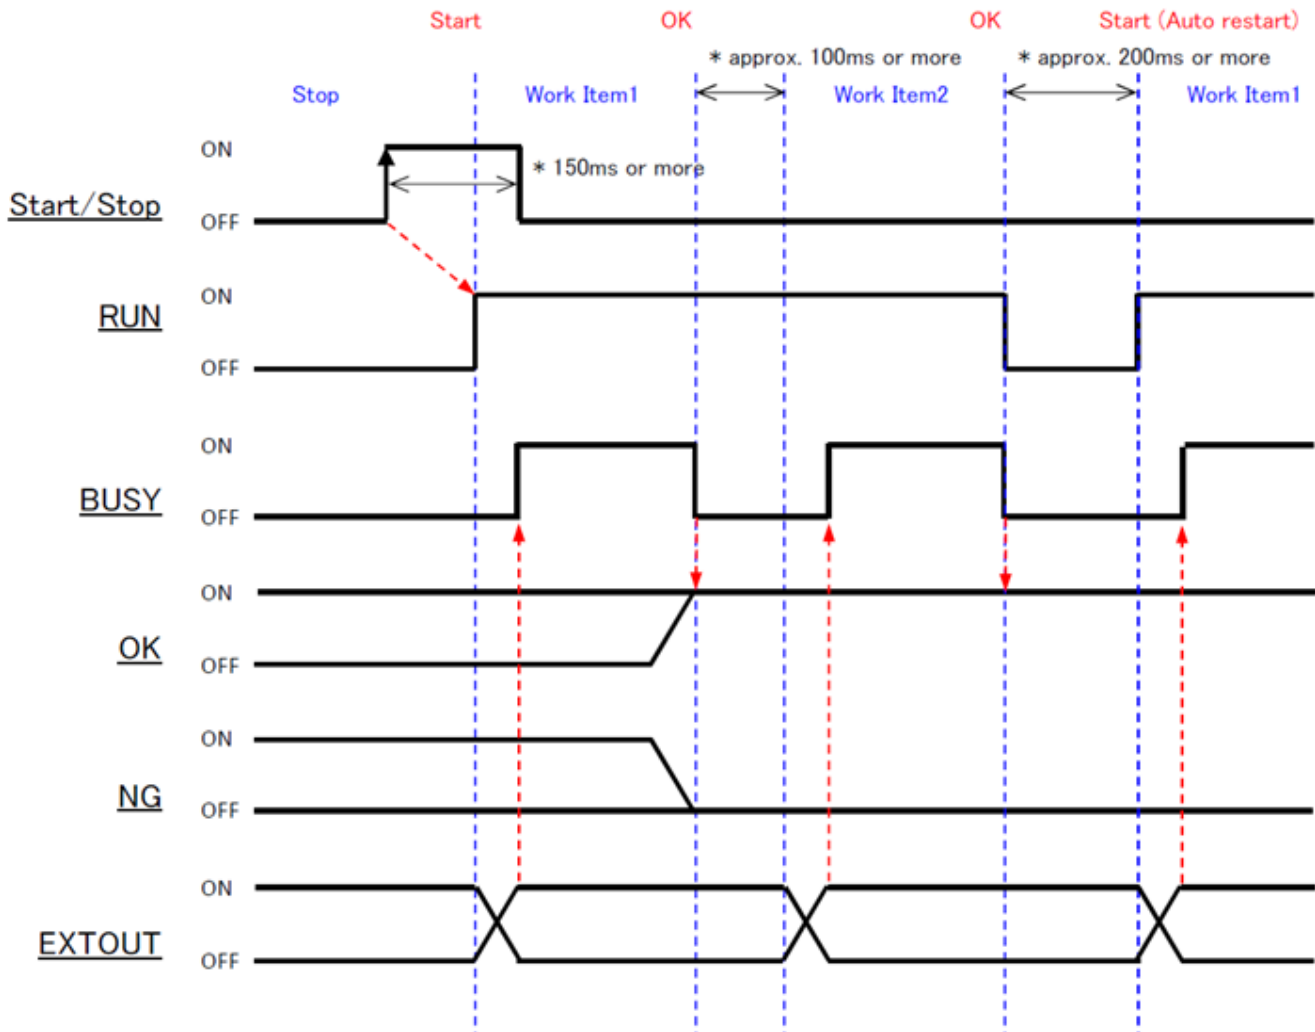 Start OK OK Start (Auto restart)
* approx. 100ms or more * approx. 200ms or more
Stop Work Item1 Work Item2 Work Item1
ON
* 150ms or more
Start/Stop
OFF
ON
RUN
OFF
ON
BUSY
OFF
ON
OK
OFF
ON
NG
OFF
ON
EXTOUT
OFF